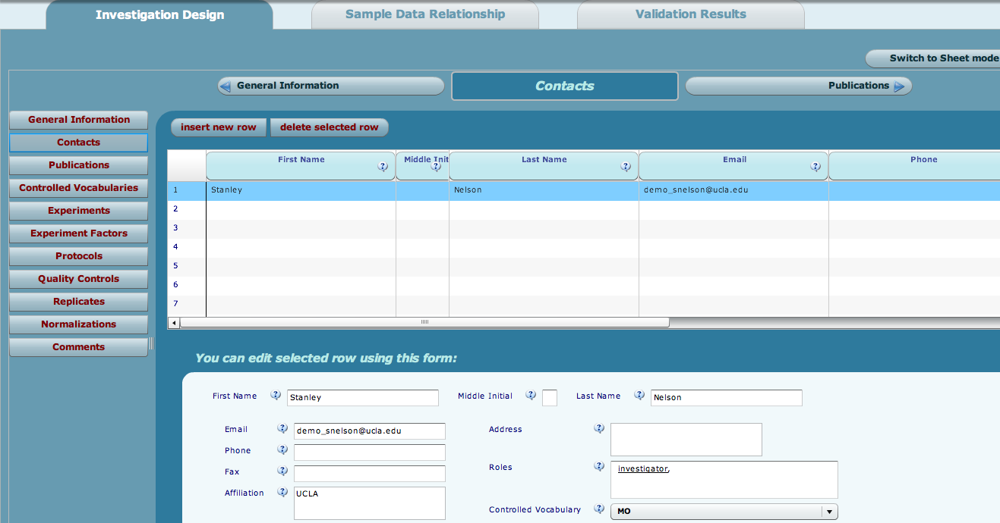 Investigation Design
Sample Data Relationship
Validation Results
Switch to Sheet mode
General Information
Contacts
Publications
General Information
Contacts
Publications
Controlled Vocabularies
Experiments
Experiment Factors
Protocols
Quality Controls
Replicates
Normalizations
Comments
insert new row
delete selected row
First Name ?
Middle Init ?
Last Name ?
Email ?
Phone
1 Stanley Nelson demo_snelson@ucla.edu
2
3
4
5
6
7
You can edit selected row using this form:
First Name ? Stanley Middle Initial ? Last Name ? Nelson
Email ? demo_snelson@ucla.edu
Phone ?
Fax ?
Affiliation ? UCLA
Address ?
Roles ? investigator,
Controlled Vocabulary ? MO